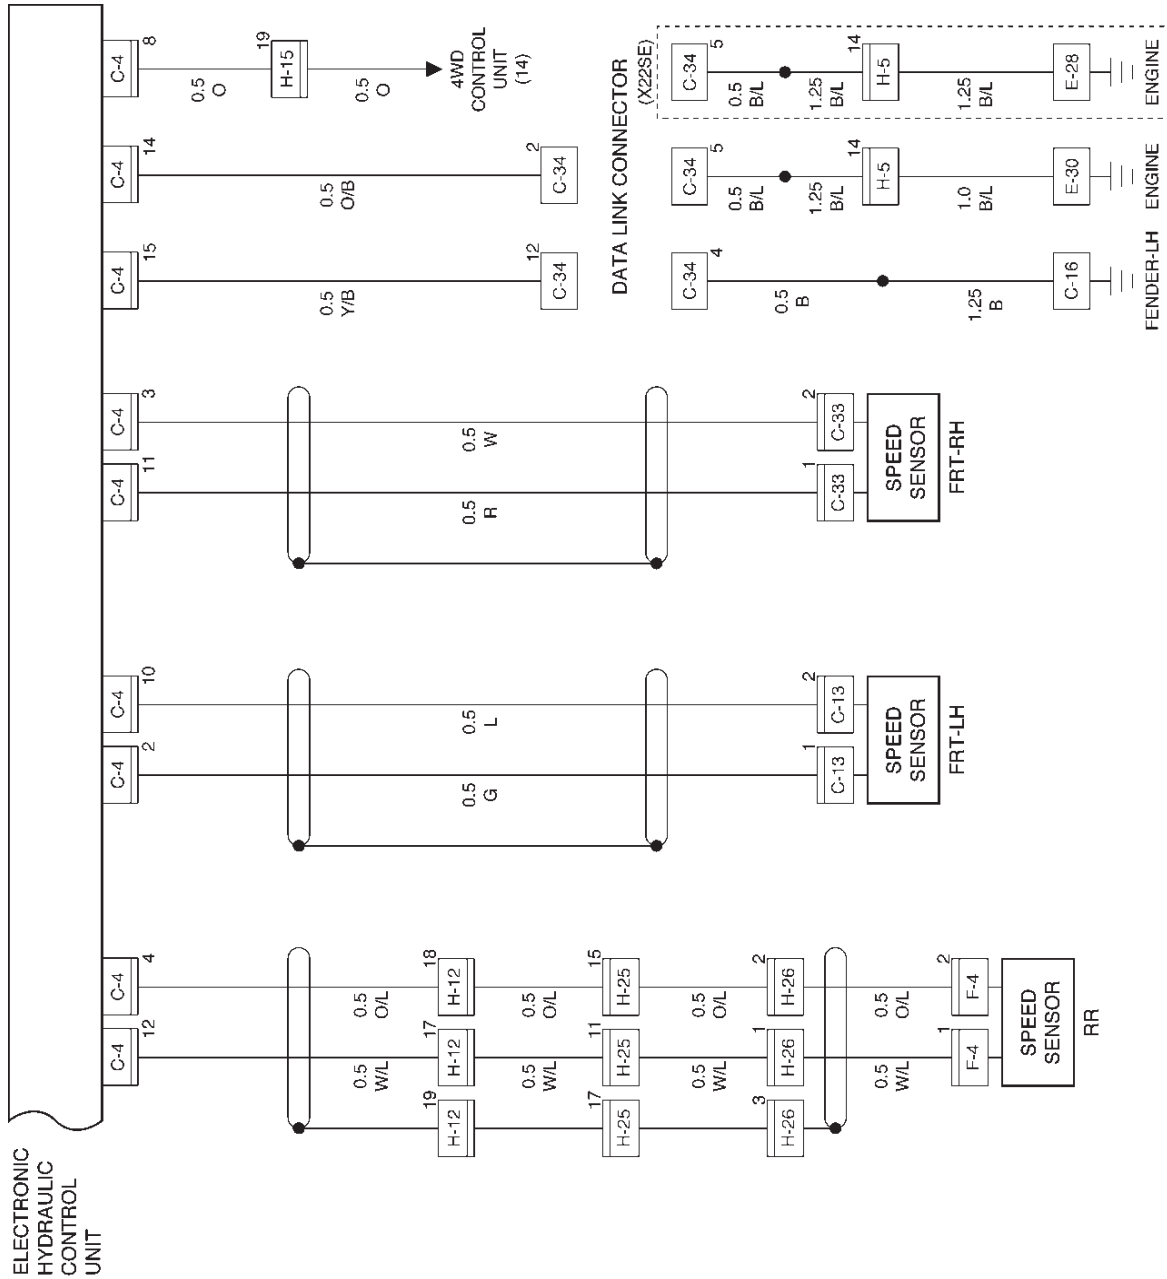 ELECTRONIC
HYDRAULIC
CONTROL
UNIT
C-4
12
C-4
4
H-12
19
0.5
W/L
H-12
17
0.5
O/L
H-12
18
H-25
17
0.5
W/L
H-25
11
0.5
O/L
H-25
15
H-26
3
0.5
W/L
H-26
1
0.5
O/L
H-26
2
0.5
W/L
0.5
O/L
F-4
1
F-4
2
SPEED
SENSOR
RR
C-4
2
C-4
10
0.5
G
0.5
L
C-13
1
C-13
2
SPEED
SENSOR
FRT-LH
C-4
11
C-4
3
0.5
R
0.5
W
C-33
1
C-33
2
SPEED
SENSOR
FRT-RH
C-4
15
0.5
Y/B
C-34
12
C-4
14
0.5
O/B
C-34
2
C-4
8
0.5
O
H-15
19
0.5
O
4WD
CONTROL
UNIT
(14)
DATA LINK CONNECTOR
C-34
4
0.5
B
1.25
B
C-16
FENDER-LH
C-34
5
0.5
B/L
1.25
B/L
H-5
14
1.0
B/L
E-30
ENGINE
(X22SE)
C-34
5
0.5
B/L
1.25
B/L
H-5
14
1.25
B/L
E-28
ENGINE